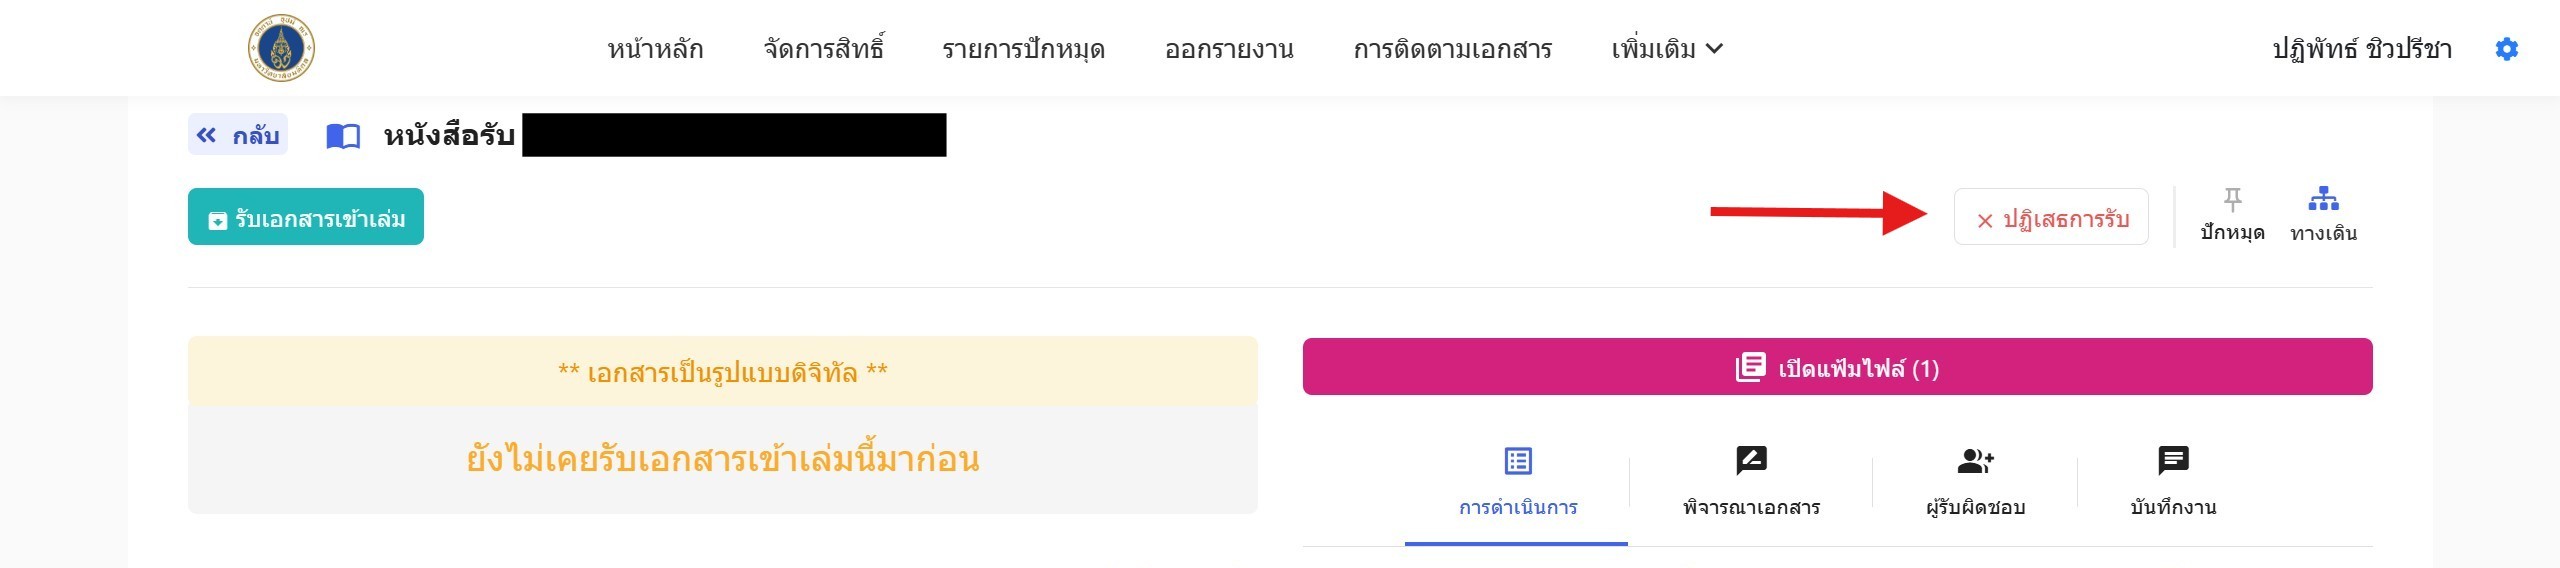 หน้าหลัก จัดการสิทธิ์ รายการปักหมุด ออกรายงาน การติดตามเอกสาร เพิ่มเติม ปฏิพัทธ์ ชิวปรีชา
กลับ หนังสือรับ
รับเอกสารเข้าเล่ม × ปฏิเสธการรับ ปักหมุด ทางเดิน
** เอกสารเป็นรูปแบบดิจิทัล **
ยังไม่เคยรับเอกสารเข้าเล่มนี้มาก่อน
เปิดแฟ้มไฟล์ (1)
การดำเนินการ พิจารณาเอกสาร ผู้รับผิดชอบ บันทึกงาน